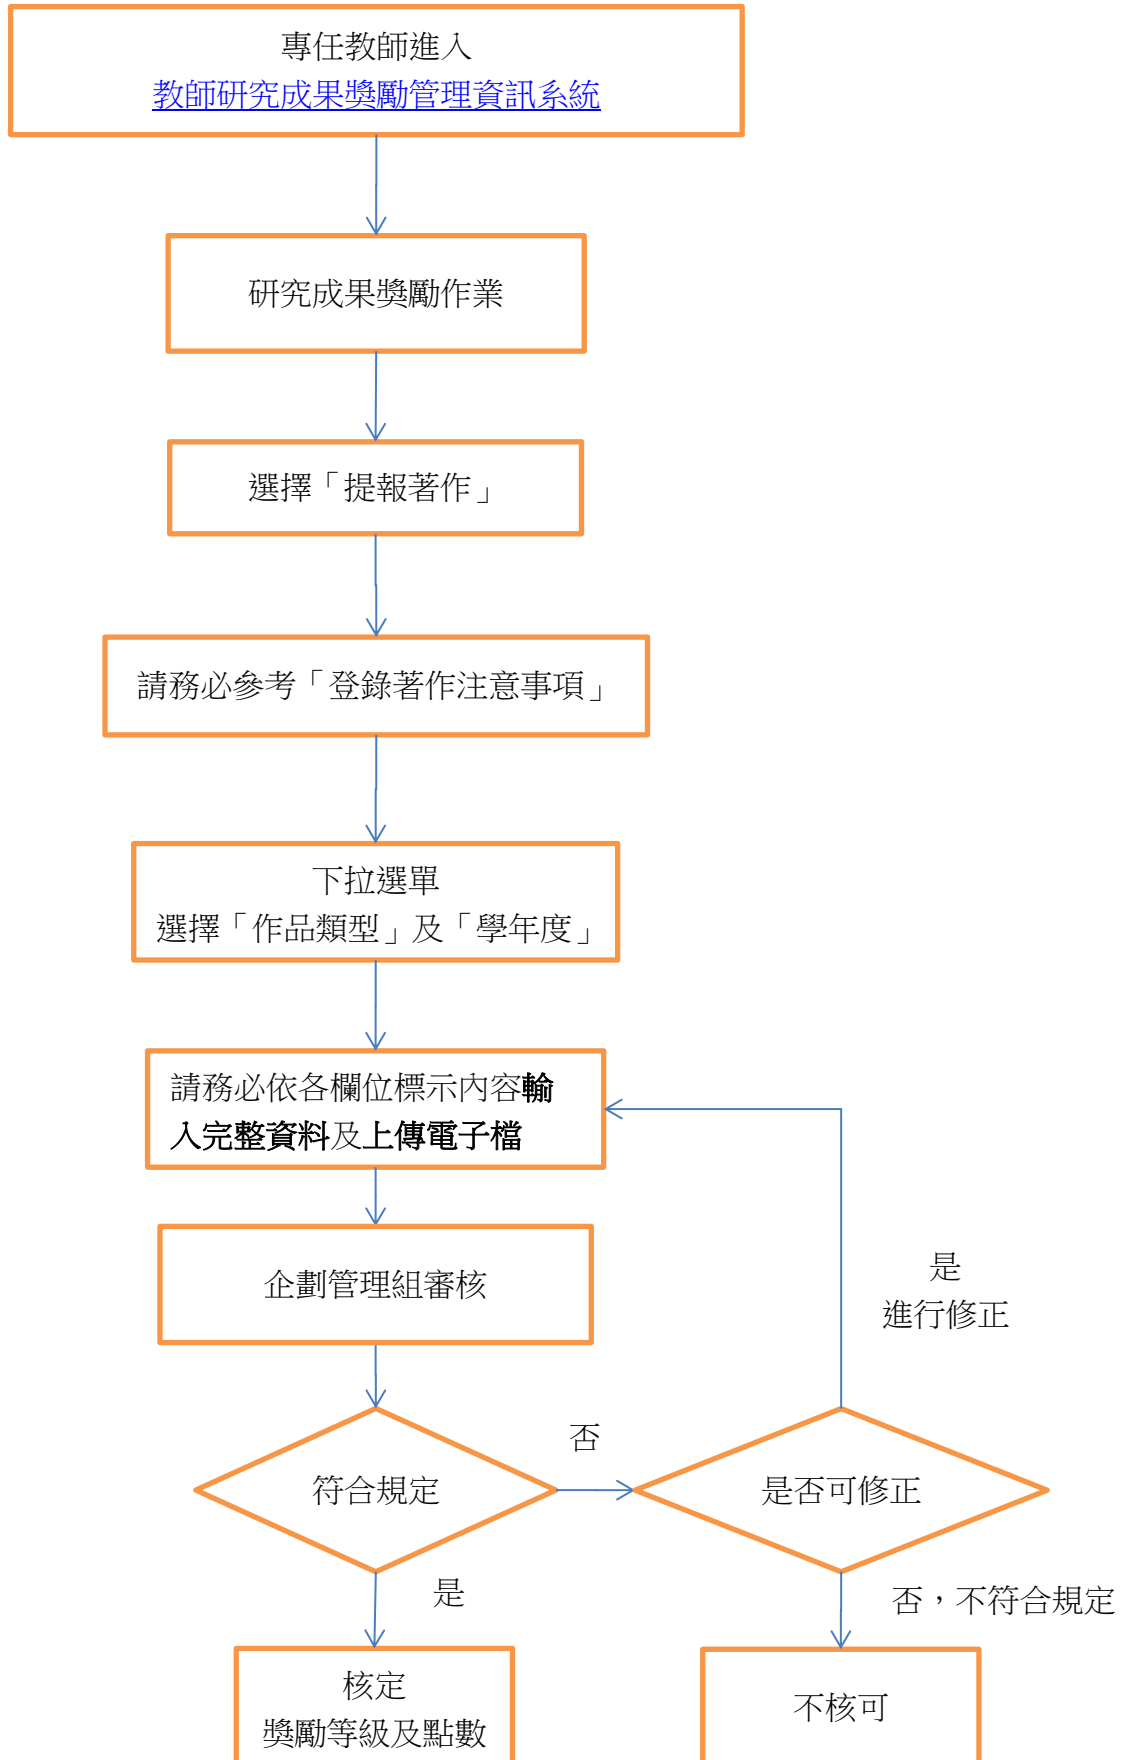 專任教師進入
教師研究成果獎勵管理資訊系統
研究成果獎勵作業
選擇「提報著作」
請務必參考「登錄著作注意事項」
下拉選單
選擇「作品類型」及「學年度」
請務必依各欄位標示內容輸
入完整資料及上傳電子檔
企劃管理組審核
是
進行修正
否
符合規定
是否可修正
是
否，不符合規定
核定
獎勵等級及點數
不核可